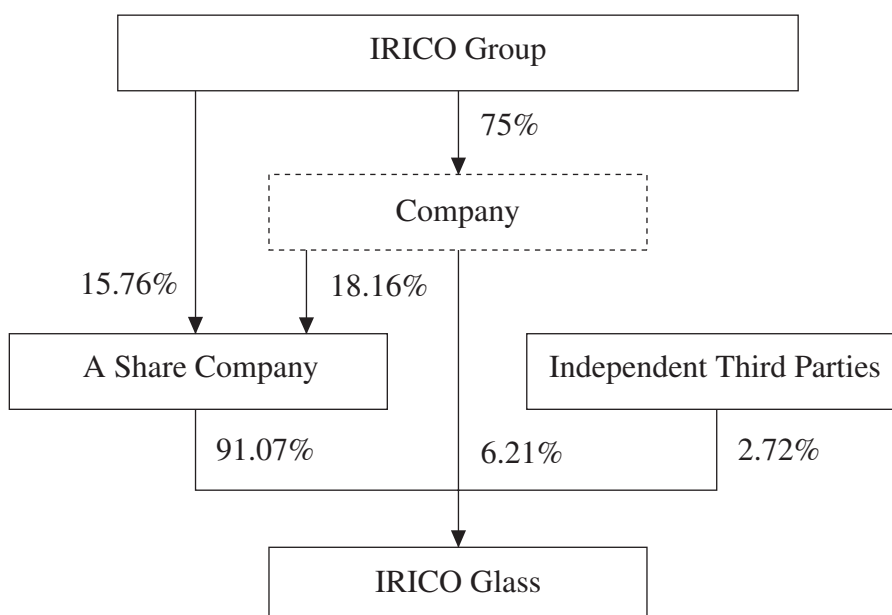 IRICO Group
75%
Company
15.76%
18.16%
A Share Company
Independent Third Parties
91.07%
6.21%
2.72%
IRICO Glass